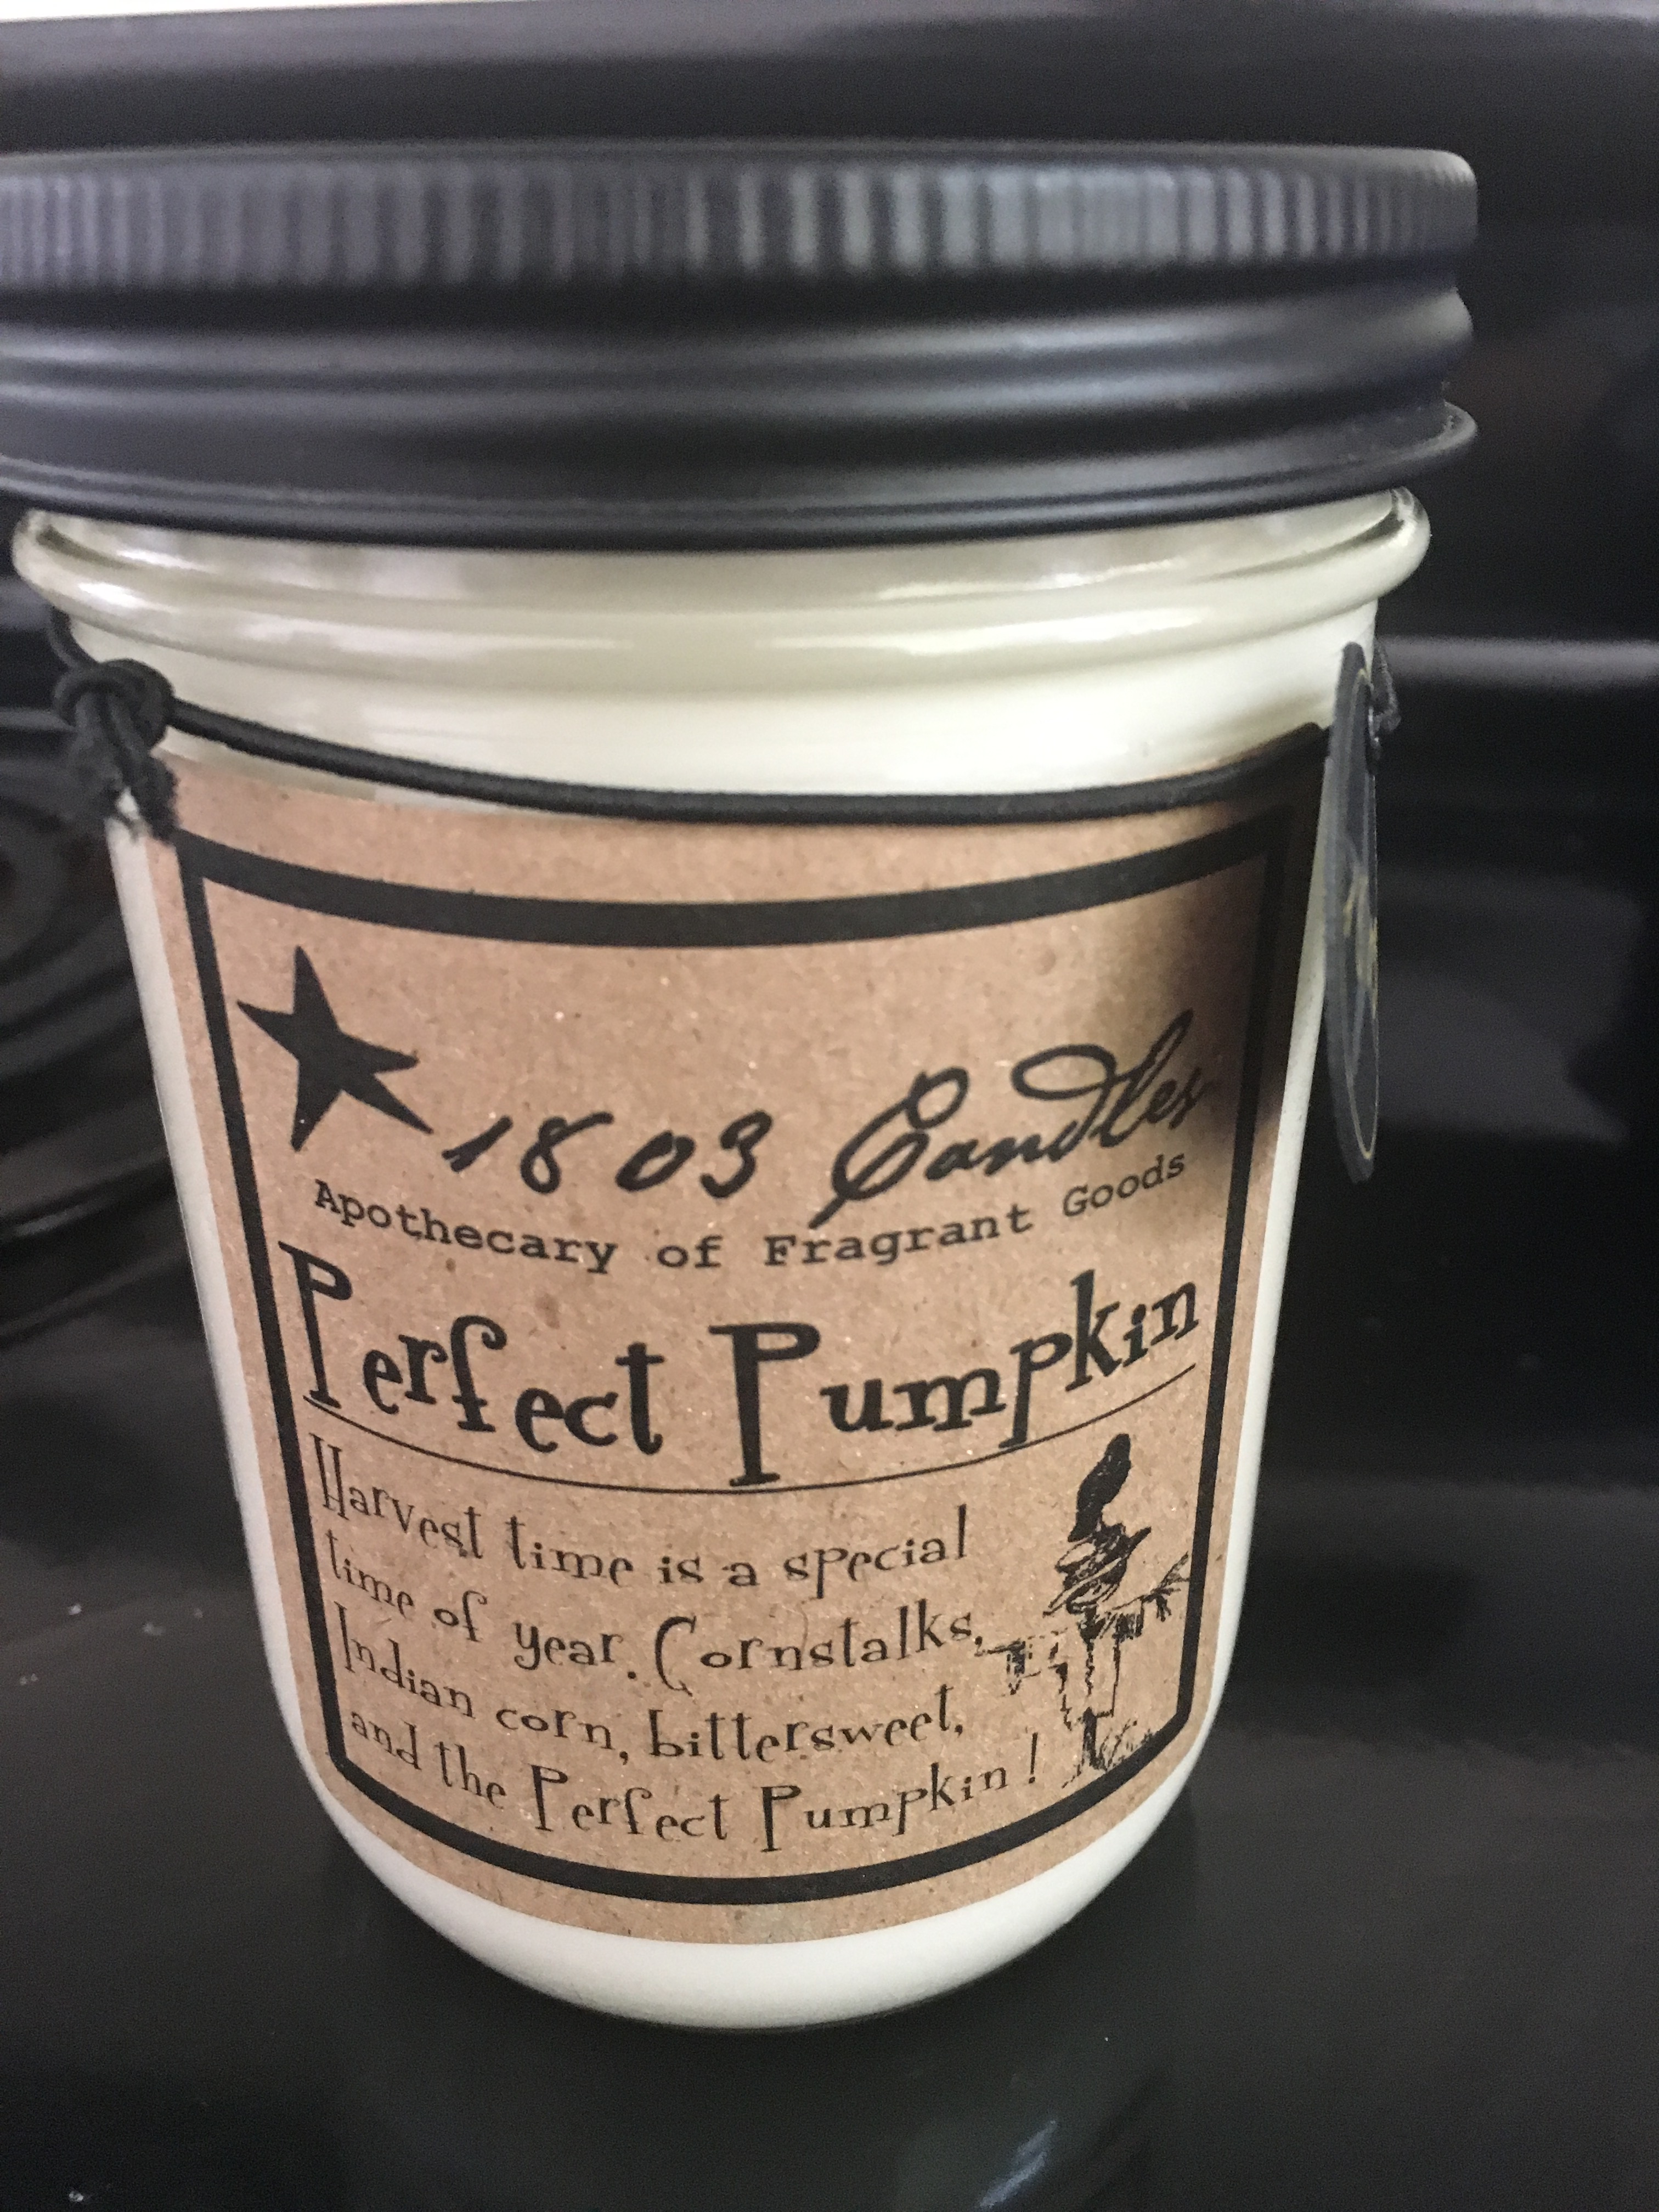 1803 Candles
Apothecary of Fragrant Goods
Perfect Pumpkin
Harvest time is a special
time of year. Cornstalks,
Indian corn, bittersweet,
and the Perfect Pumpkin!